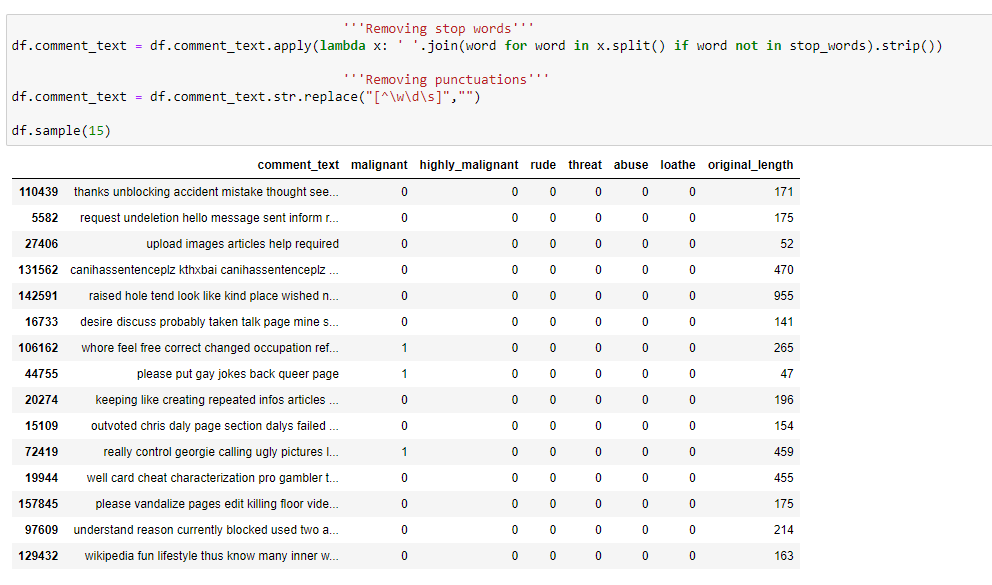 '''Removing stop words'''
df.comment_text = df.comment_text.apply(lambda x: ' '.join(word for word in x.split() if word not in stop_words).strip())
'''Removing punctuations'''
df.comment_text = df.comment_text.str.replace("[^\w\d\s]","")
df.sample(15)
comment_text malignant highly_malignant rude threat abuse loathe original_length
110439 thanks unblocking accident mistake thought see... 0 0 0 0 0 0 171
5582 request undeletion hello message sent inform r... 0 0 0 0 0 0 175
27406 upload images articles help required 0 0 0 0 0 0 52
131562 canihassentenceplz kthxbai canihassentenceplz ... 0 0 0 0 0 0 470
142591 raised hole tend look like kind place wished n... 0 0 0 0 0 0 955
16733 desire discuss probably taken talk page mine s... 0 0 0 0 0 0 141
106162 whore feel free correct changed occupation ref... 1 0 0 0 0 0 265
44755 please put gay jokes back queer page 1 0 0 0 0 0 47
20274 keeping like creating repeated infos articles ... 0 0 0 0 0 0 196
15109 outvoted chris daly page section dalys failed ... 0 0 0 0 0 0 154
72419 really control georgie calling ugly pictures l... 1 0 0 0 0 0 459
19944 well card cheat characterization pro gambler t... 0 0 0 0 0 0 455
157845 please vandalize pages edit killing floor vide... 0 0 0 0 0 0 175
97609 understand reason currently blocked used two a... 0 0 0 0 0 0 214
129432 wikipedia fun lifestyle thus know many inner w... 0 0 0 0 0 0 163